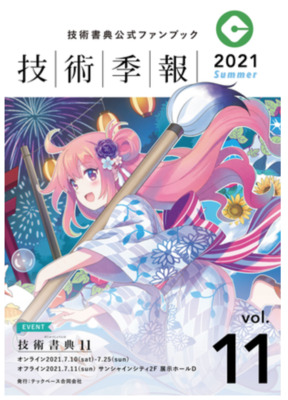 技術書典公式ファンブック
技術季報
2021
Summer
EVENT
技術書典 11
オンライン2021.7.10(sat)-7.25(sun)
オフライン2021.7.11(sun) サンシャインシティ2F 展示ホールD
発行：テックベース合同会社
vol.
11